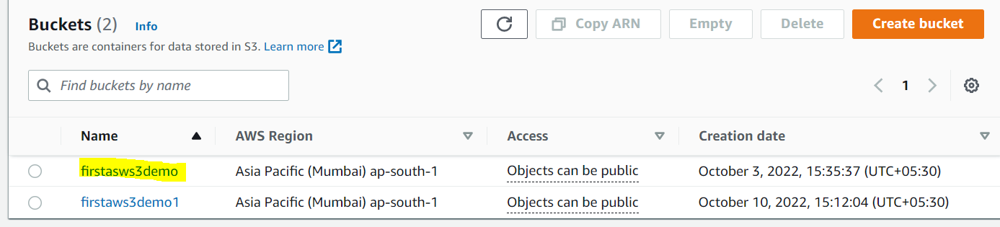 Buckets (2) Info
Copy ARN
Empty
Delete
Create bucket
Buckets are containers for data stored in S3. Learn more
Find buckets by name
1
Name AWS Region Access Creation date
firstasws3demo Asia Pacific (Mumbai) ap-south-1 Objects can be public October 3, 2022, 15:35:37 (UTC+05:30)
firstaws3demo1 Asia Pacific (Mumbai) ap-south-1 Objects can be public October 10, 2022, 15:12:04 (UTC+05:30)